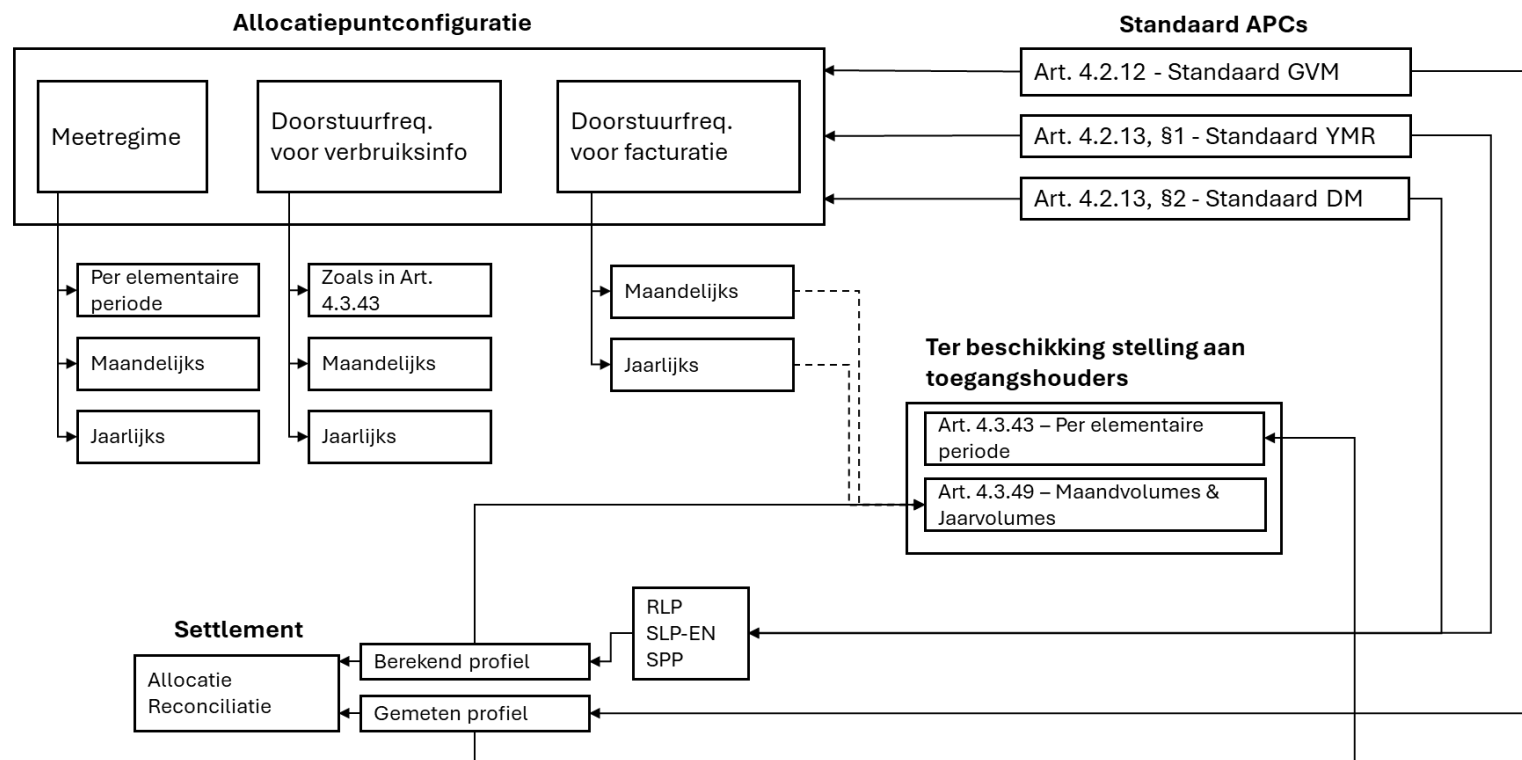 Allocatiepuntconfiguratie
Standaard APCs
Meetregime
Doorstuurfreq.
voor verbruiksinfo
Doorstuurfreq.
voor facturatie
Art. 4.2.12 - Standaard GVM
Art. 4.2.13, §1 - Standaard YMR
Art. 4.2.13, §2 - Standaard DM
Per elementaire
periode
Maandelijks
Jaarlijks
Zoals in Art.
4.3.43
Maandelijks
Jaarlijks
Maandelijks
Jaarlijks
Ter beschikking stelling aan
toegangshouders
Art. 4.3.43 – Per elementaire
periode
Art. 4.3.49 – Maandvolumes &
Jaarvolumes
RLP
SLP-EN
SPP
Settlement
Allocatie
Reconciliatie
Berekend profiel
Gemeten profiel